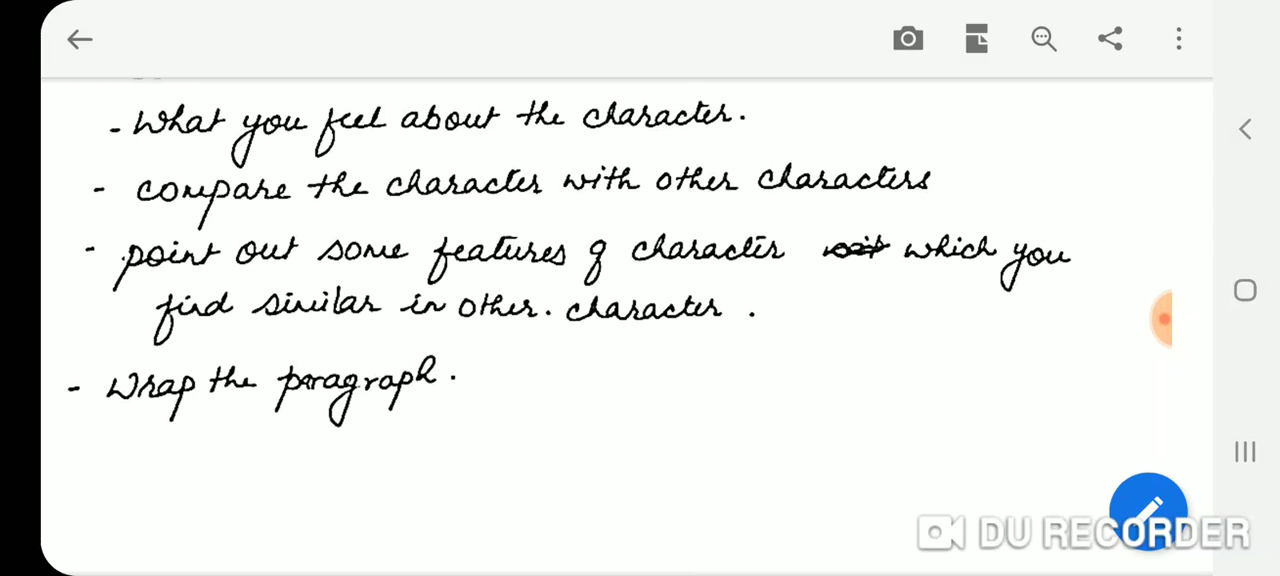 - What you feel about the character.
- compare the character with other characters
- point out some features of character which you
find similar in other. character.
- Wrap the paragraph.
DU RECORDER